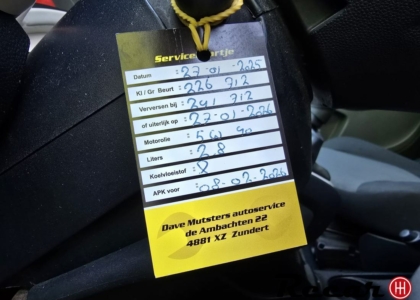 Service kaartje
Datum : 27-01-2025
Kl / Gr Beurt : 226 712
Verversen bij : 241 712
of uiterlijk op : 27-01-2026
Motorolie : 5W
Liters : 2.8
Koelvloeistof :
APK voor : 08-02-2026
Dave Mutsters autoservice
de Ambachten 22
4881 XZ Zundert
H